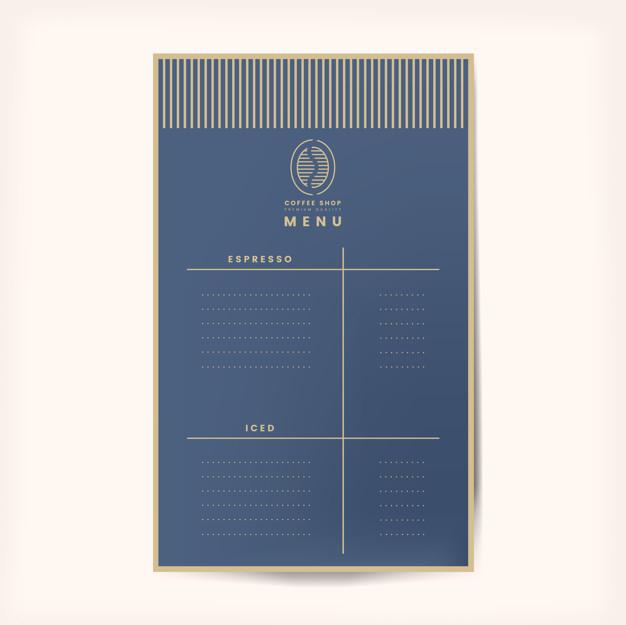 COFFEE SHOP
PREMIUM QUALITY
MENU
ESPRESSO
ICED